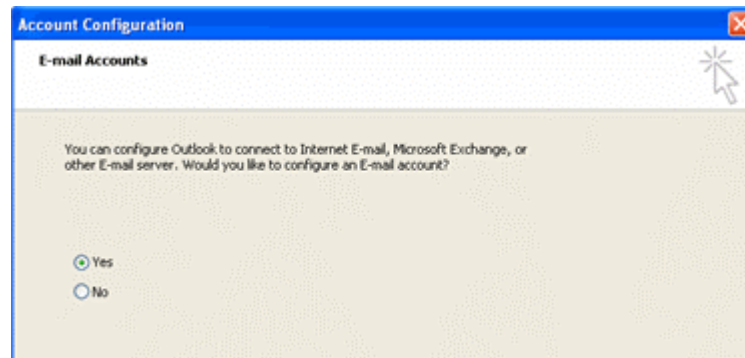 Account Configuration
E-mail Accounts
You can configure Outlook to connect to Internet E-mail, Microsoft Exchange, or
other E-mail server. Would you like to configure an E-mail account?
Yes
No